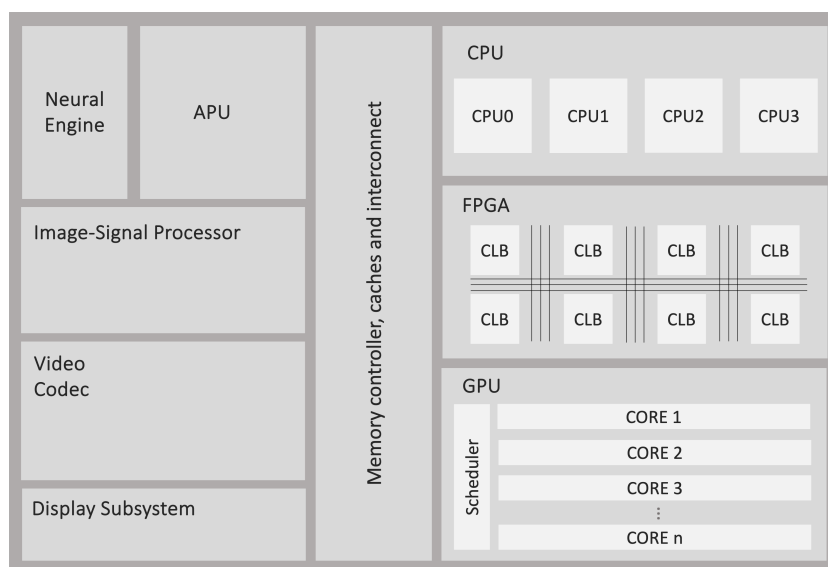 Neural
Engine
APU
Image-Signal Processor
Video
Codec
Display Subsystem
Memory controller, caches and interconnect
CPU
CPU0 CPU1 CPU2 CPU3
FPGA
CLB CLB CLB CLB
CLB CLB CLB CLB
GPU
Scheduler
CORE 1
CORE 2
CORE 3
⋮
CORE n